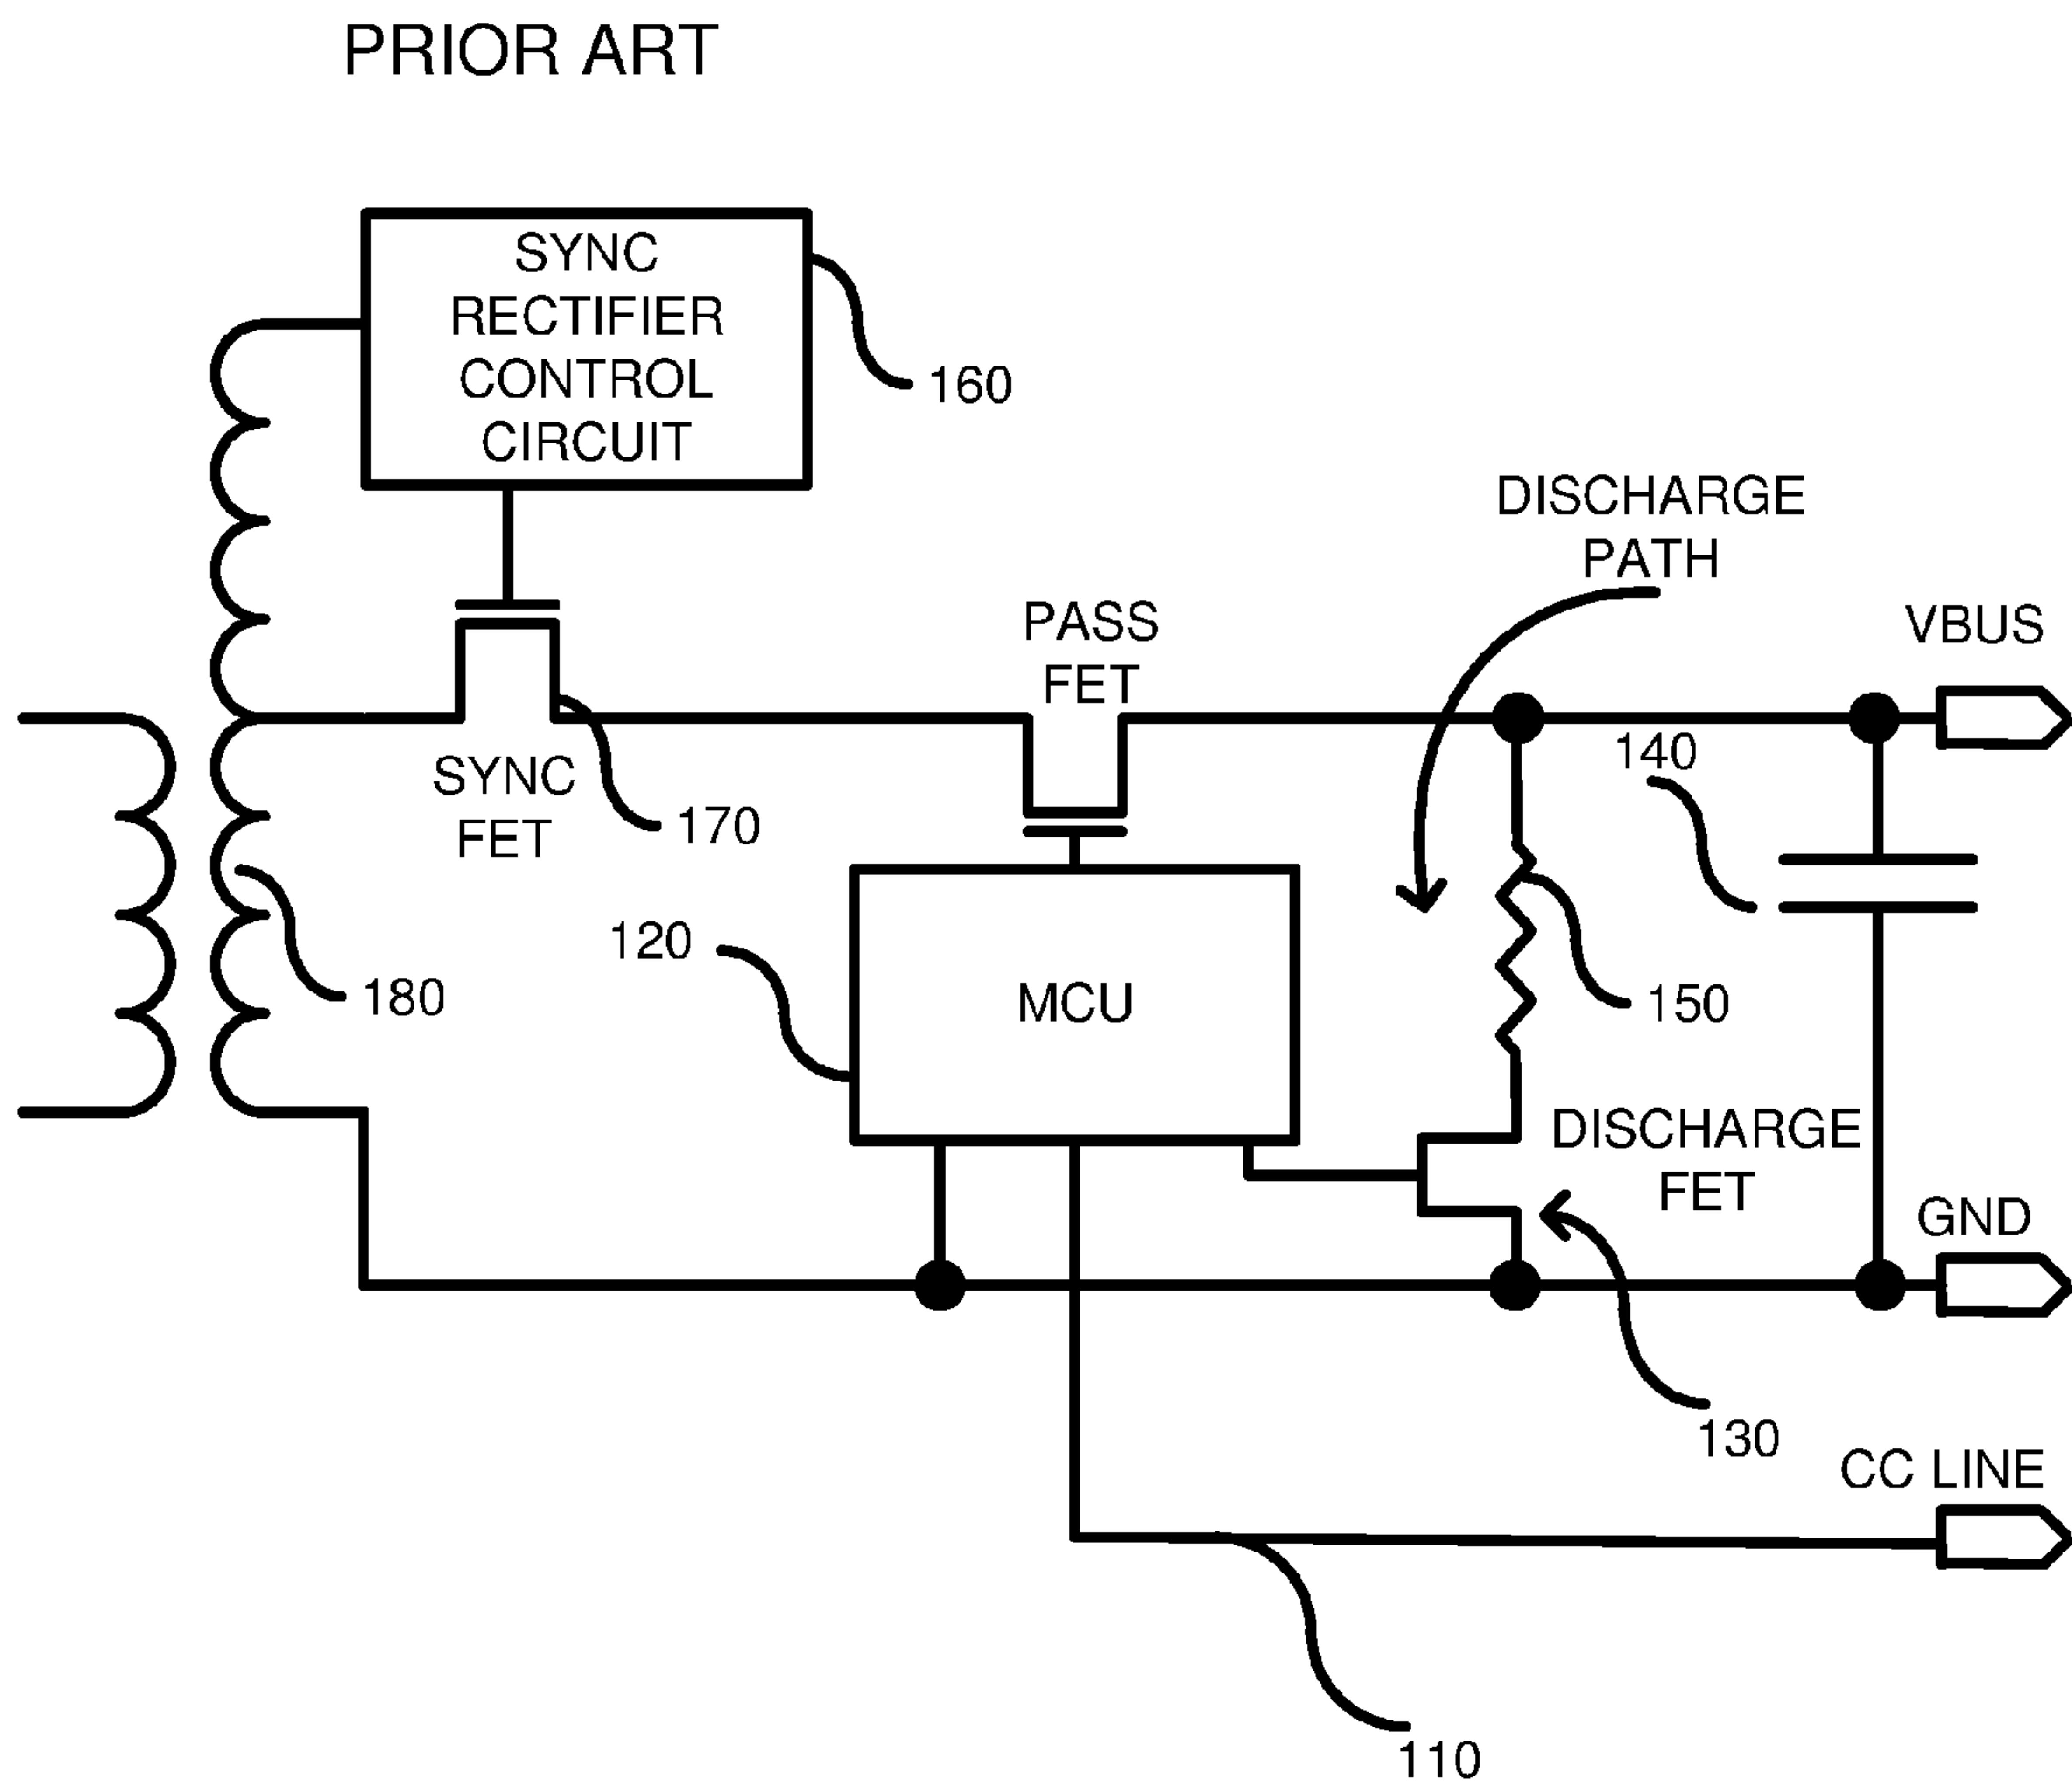 PRIOR ART
SYNC
RECTIFIER
CONTROL
CIRCUIT
160
DISCHARGE
PATH
PASS
FET
VBUS
140
SYNC
FET
170
120
180
MCU
150
DISCHARGE
FET
GND
130
CC LINE
110